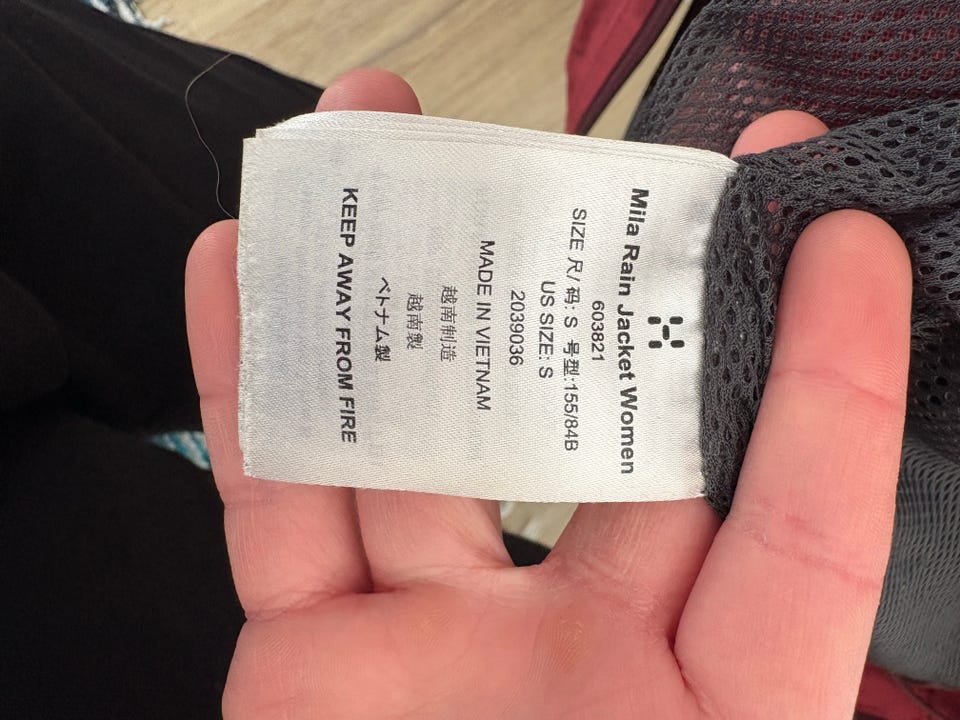 Mila Rain Jacket Women
603821
SIZE 尺/ 码: S 号型:155/84B
US SIZE: S
2039036
MADE IN VIETNAM
越南制造
越南製
ベトナム製
KEEP AWAY FROM FIRE